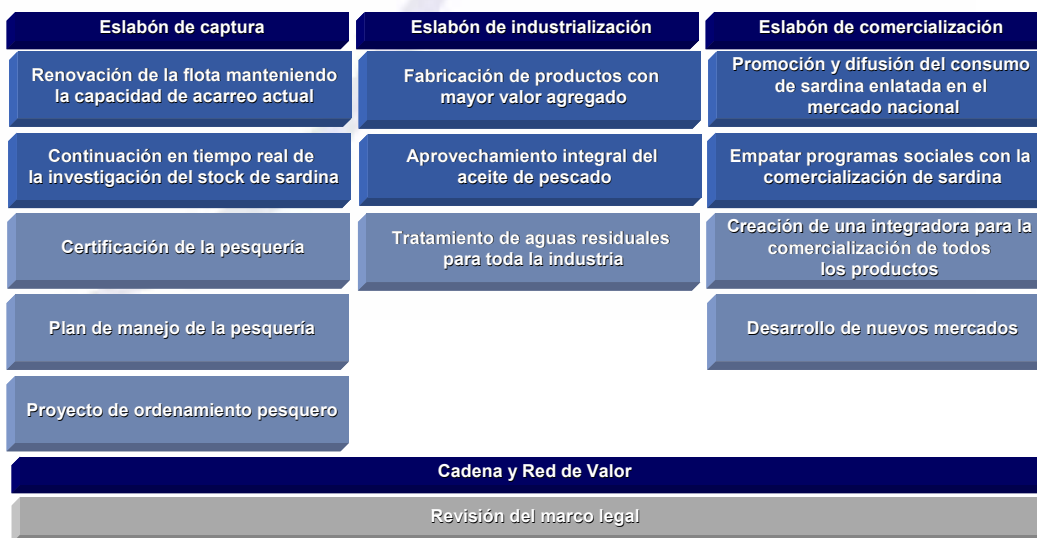 Eslabón de captura
Renovación de la flota manteniendo
la capacidad de acarreo actual
Continuación en tiempo real de
la investigación del stock de sardina
Certificación de la pesquería
Plan de manejo de la pesquería
Proyecto de ordenamiento pesquero
Eslabón de industrialización
Fabricación de productos con
mayor valor agregado
Aprovechamiento integral del
aceite de pescado
Tratamiento de aguas residuales
para toda la industria
Eslabón de comercialización
Promoción y difusión del consumo
de sardina enlatada en el
mercado nacional
Empatar programas sociales con la
comercialización de sardina
Creación de una integradora para la
comercialización de todos
los productos
Desarrollo de nuevos mercados
Cadena y Red de Valor
Revisión del marco legal